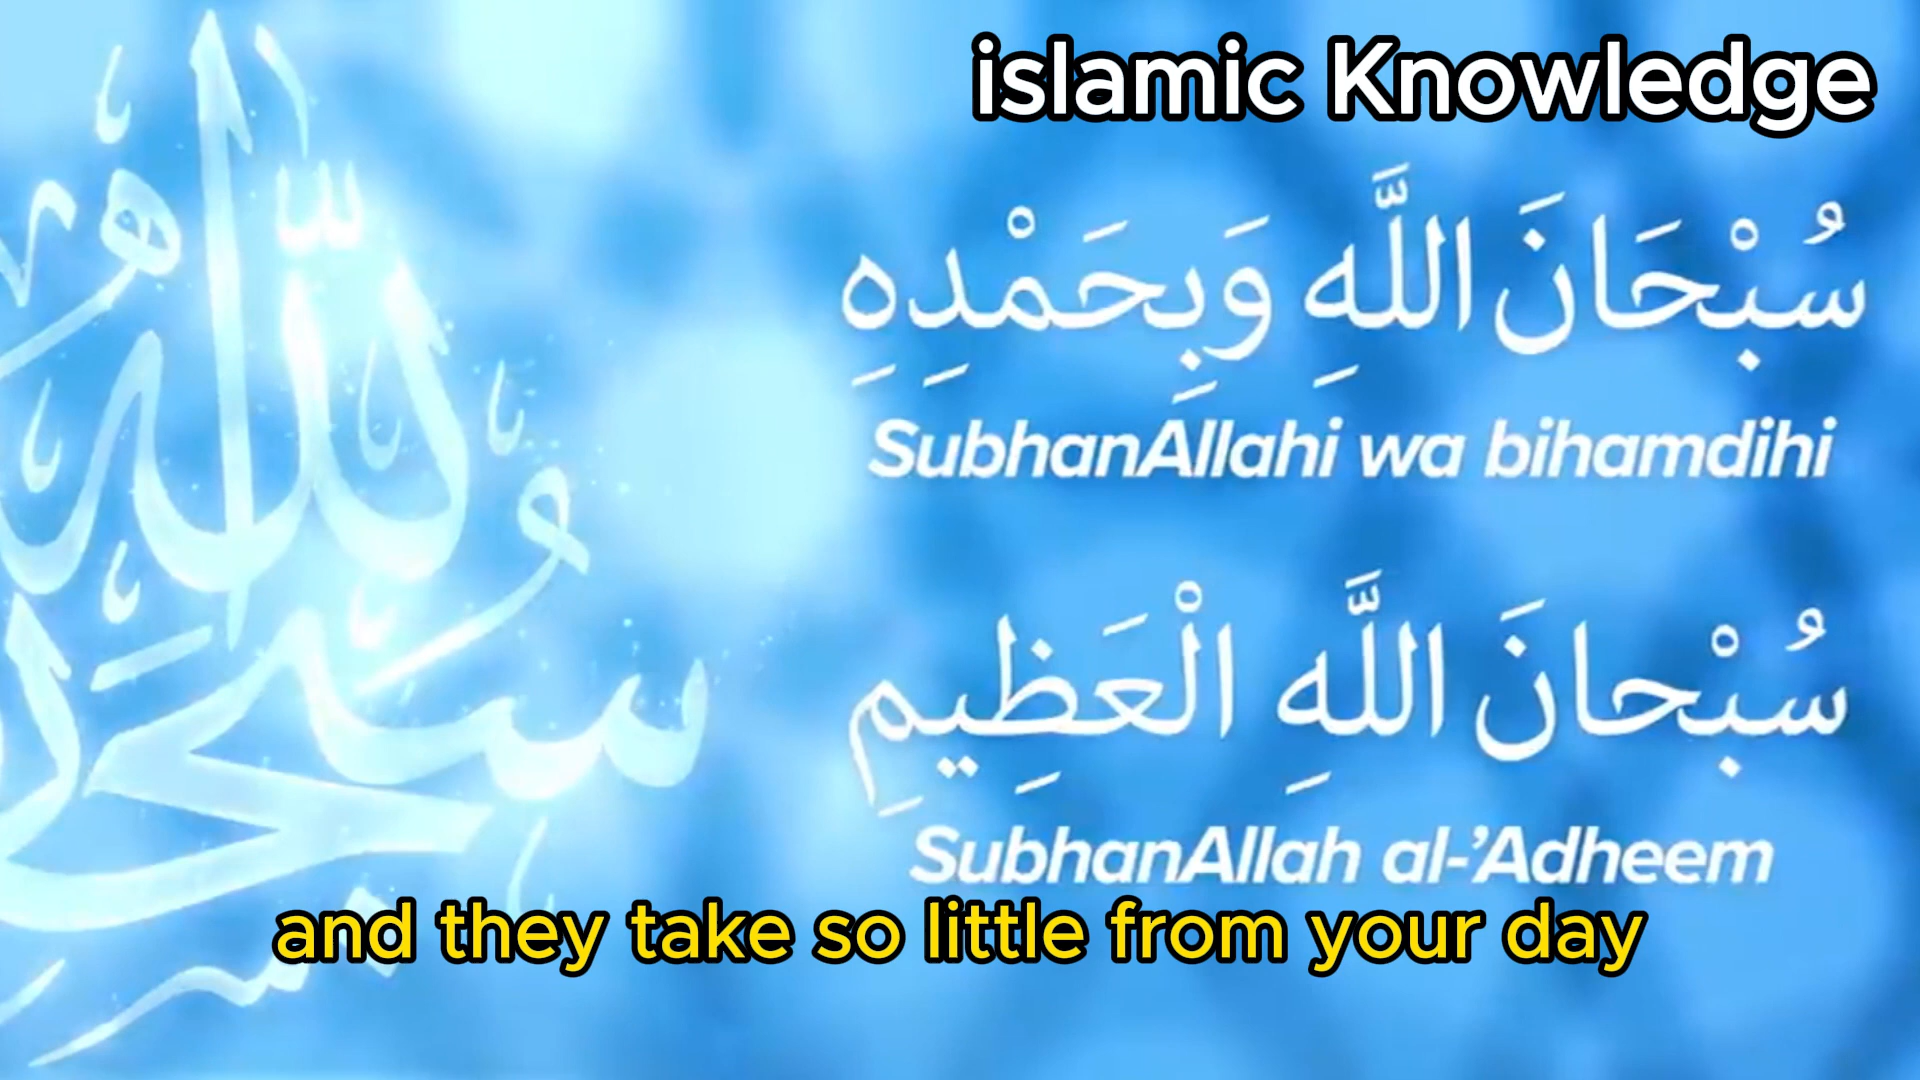 islamic Knowledge
سُبْحَانَ اللَّهِ وَبِحَمْدِهِ
SubhanAllahi wa bihamdihi
سُبْحانَ اللَّهِ الْعَظِيمِ
SubhanAllah al-’Adheem
and they take so little from your day